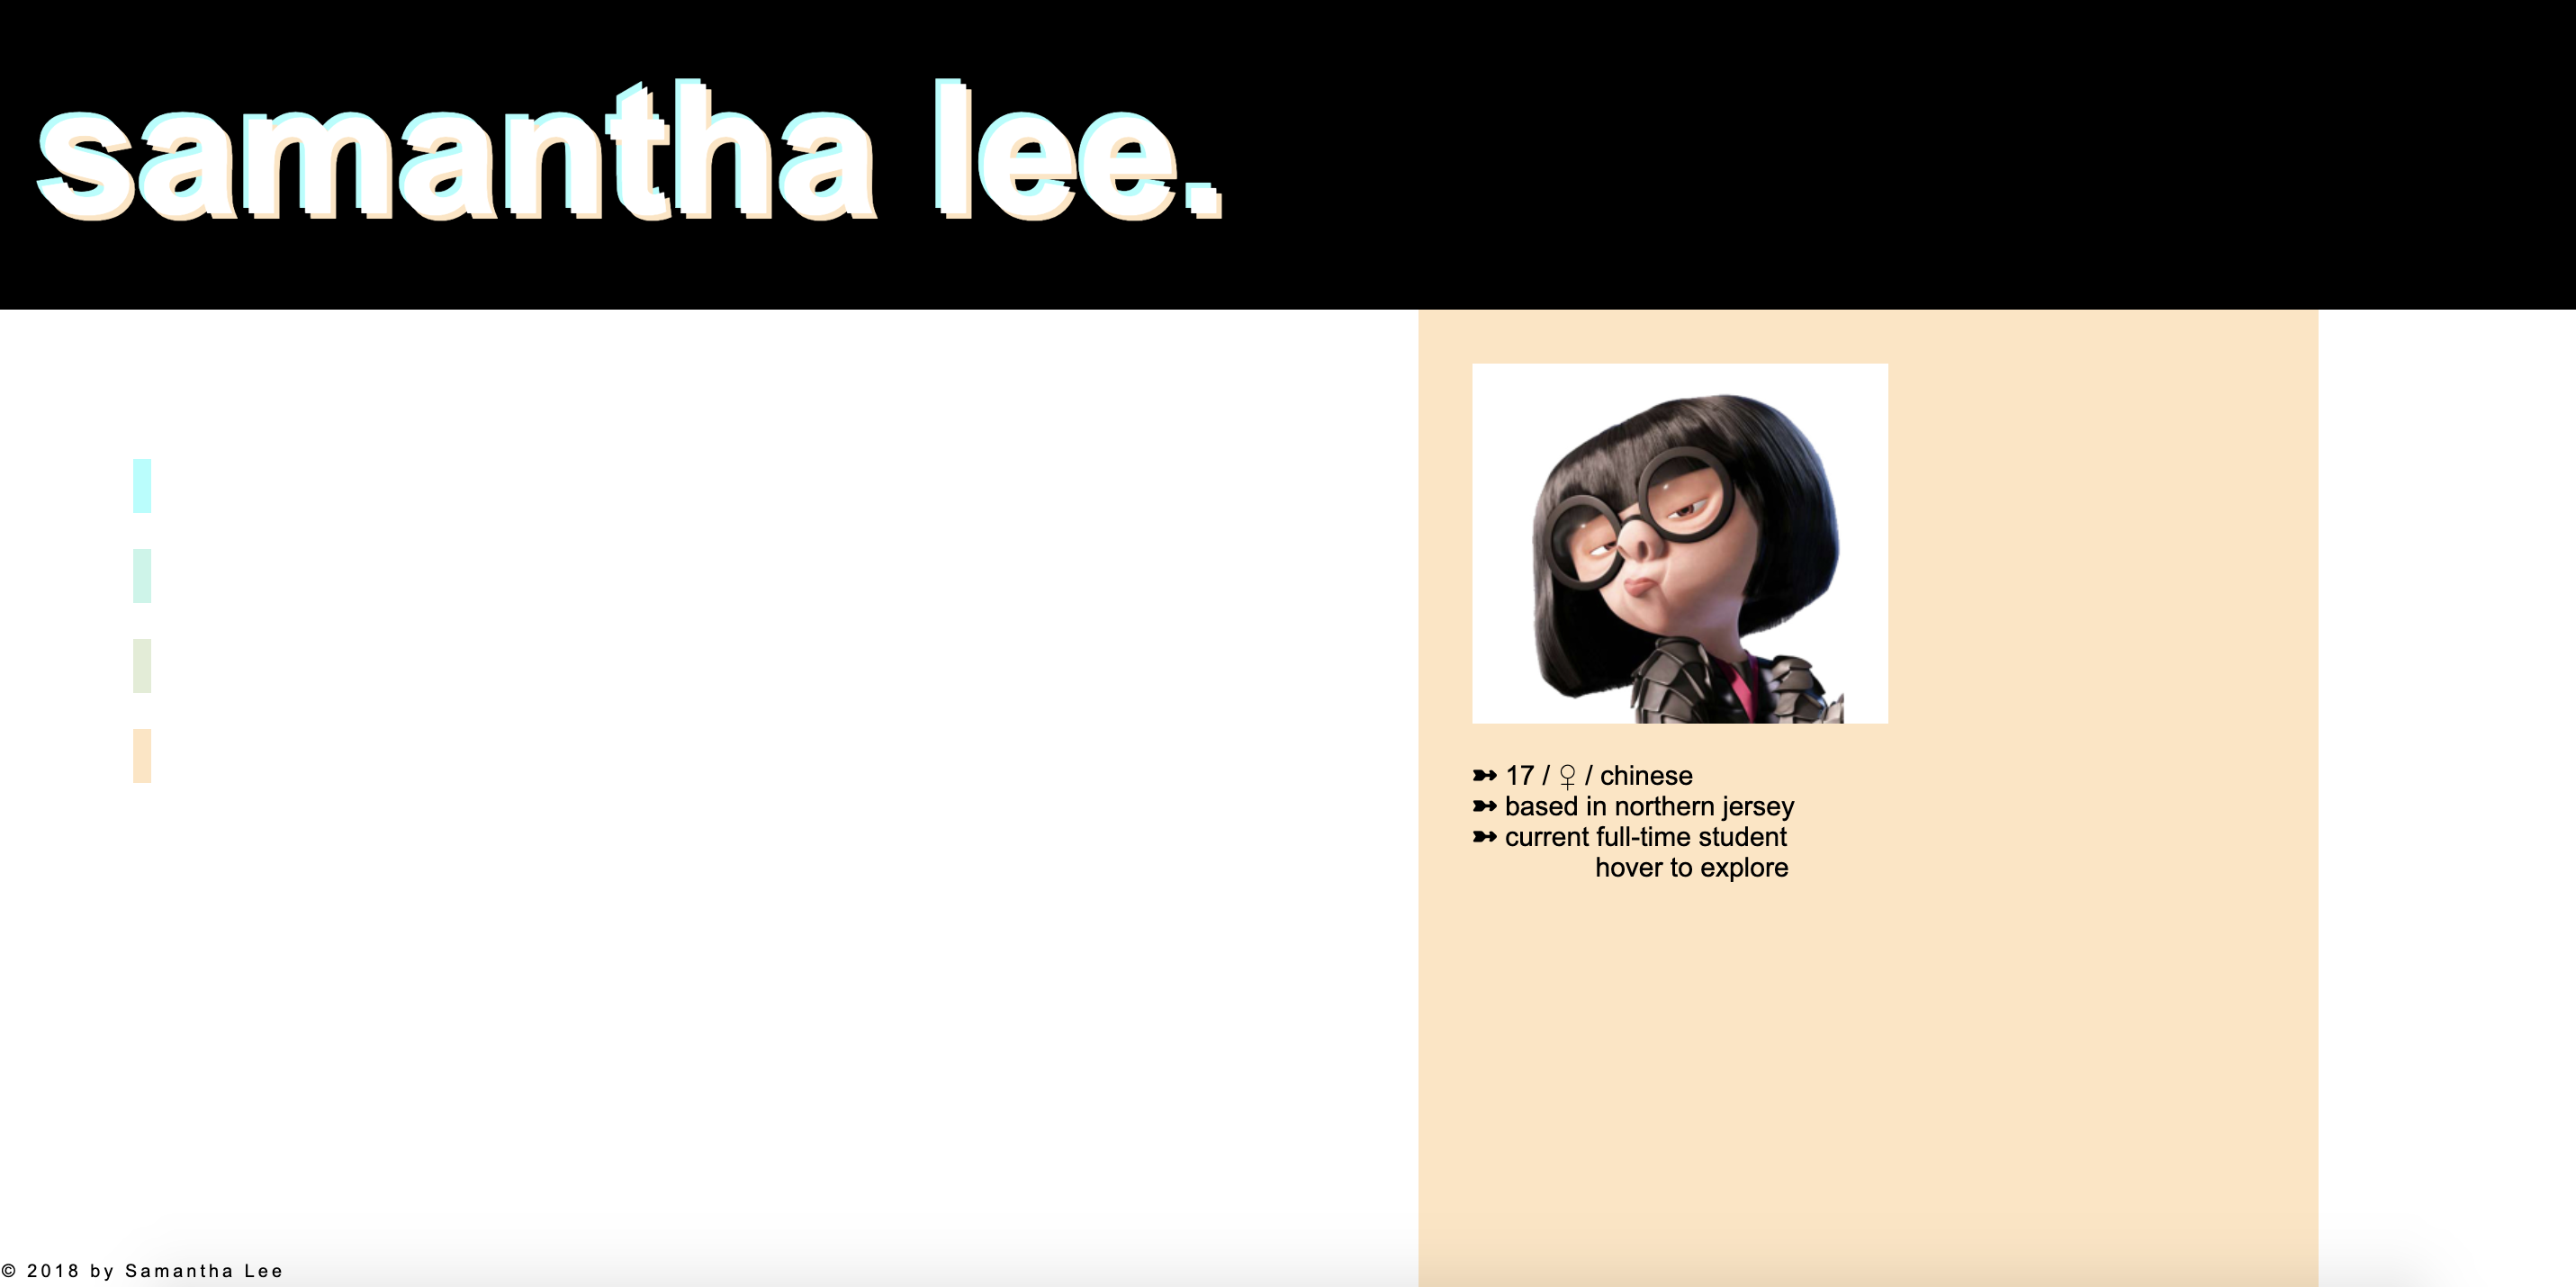 samantha lee.
➳ 17 / ♀ / chinese
➳ based in northern jersey
➳ current full-time student
hover to explore
© 2018 by Samantha Lee